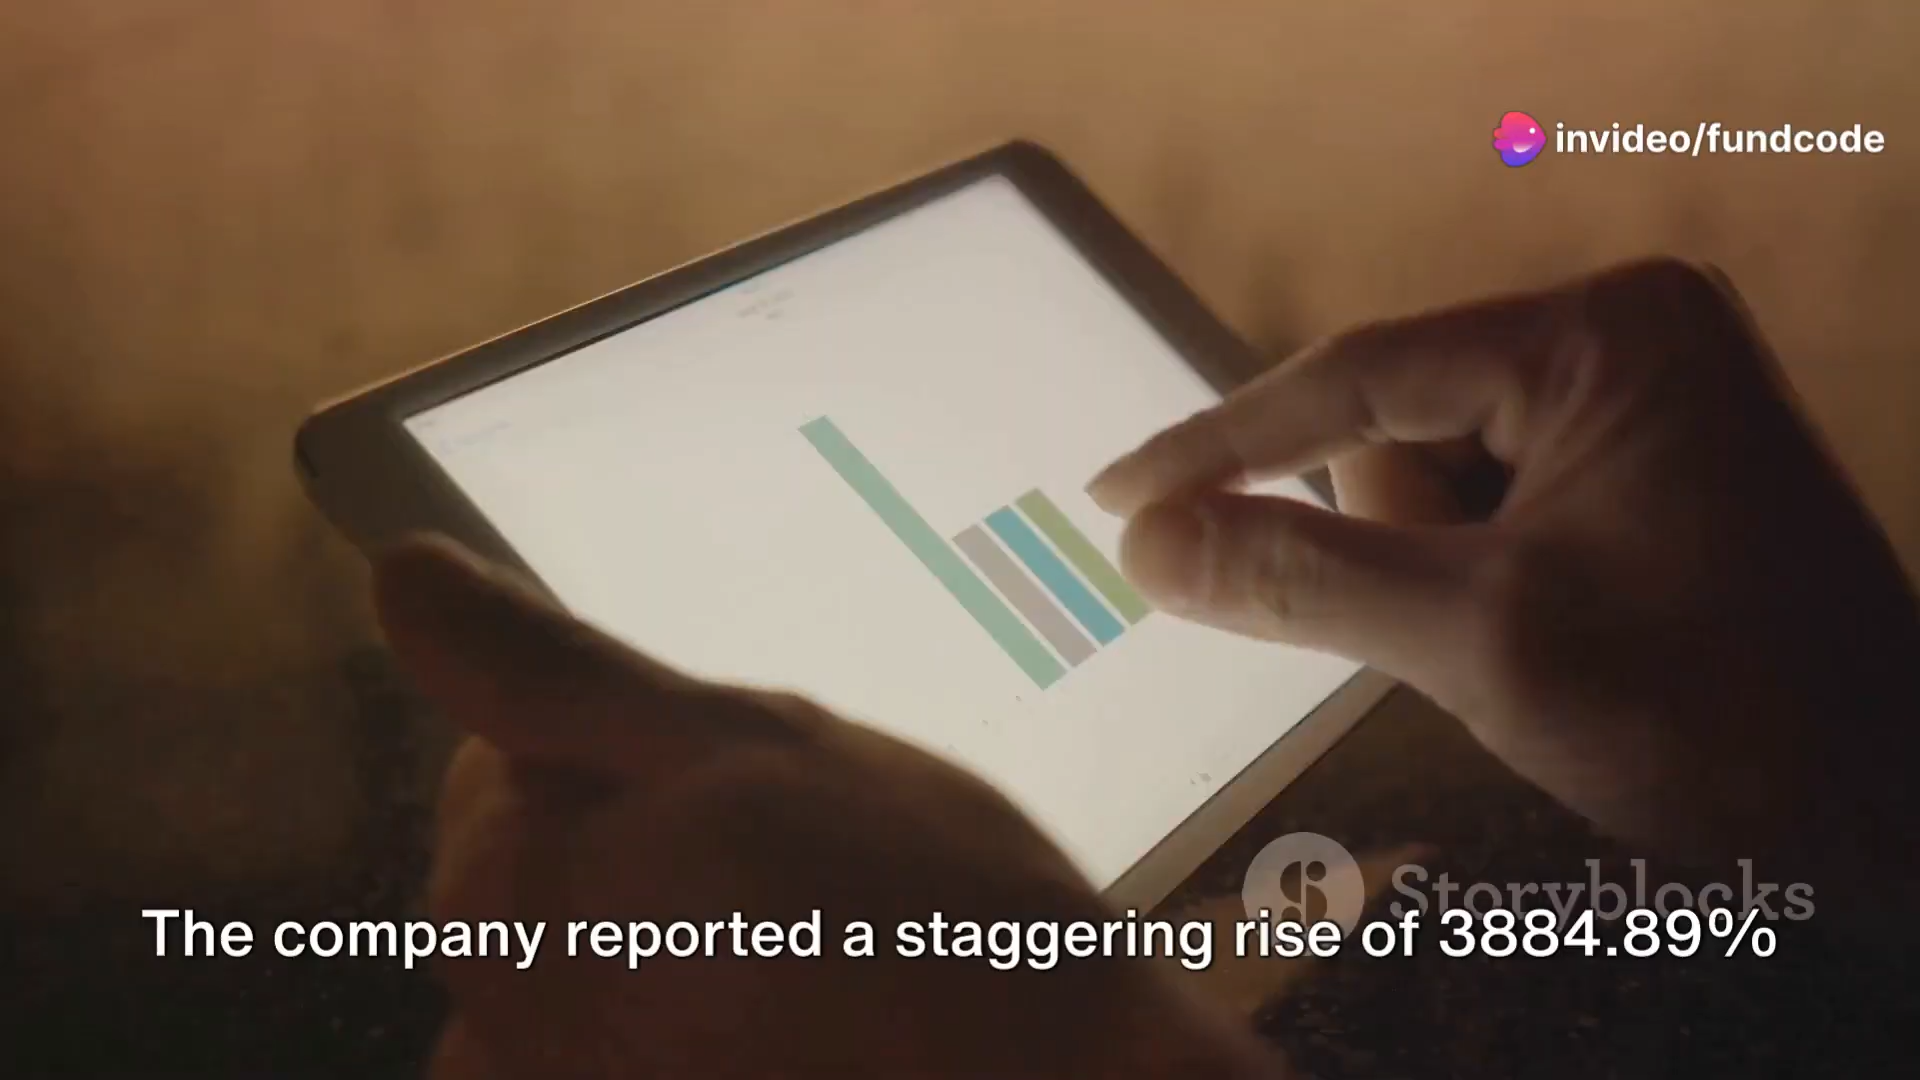 invideo/fundcode
Storyblocks
The company reported a staggering rise of 3884.89%